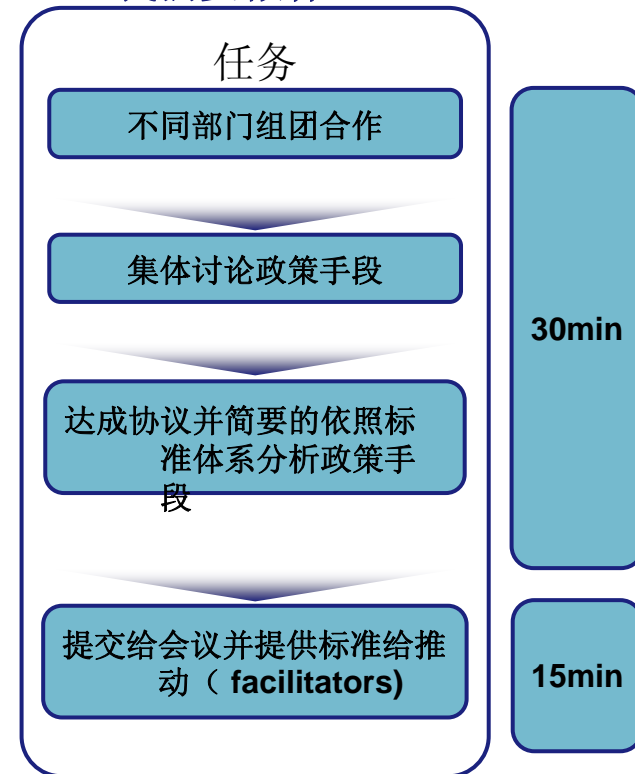 任务
不同部门组团合作
集体讨论政策手段
达成协议并简要的依照标
准体系分析政策手
段
30min
提交给会议并提供标准给推
动（ facilitators)
15min